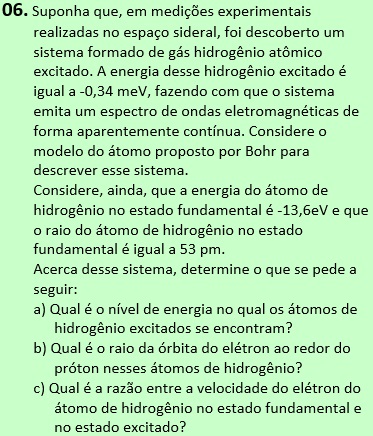 06. Suponha que, em medições experimentais
realizadas no espaço sideral, foi descoberto um
sistema formado de gás hidrogênio atômico
excitado. A energia desse hidrogênio excitado é
igual a -0,34 meV, fazendo com que o sistema
emita um espectro de ondas eletromagnéticas de
forma aparentemente contínua. Considere o
modelo do átomo proposto por Bohr para
descrever esse sistema.
Considere, ainda, que a energia do átomo de
hidrogênio no estado fundamental é -13,6eV e que
o raio do átomo de hidrogênio no estado
fundamental é igual a 53 pm.
Acerca desse sistema, determine o que se pede a
seguir:
a) Qual é o nível de energia no qual os átomos de
hidrogênio excitados se encontram?
b) Qual é o raio da órbita do elétron ao redor do
próton nesses átomos de hidrogênio?
c) Qual é a razão entre a velocidade do elétron do
átomo de hidrogênio no estado fundamental e
no estado excitado?